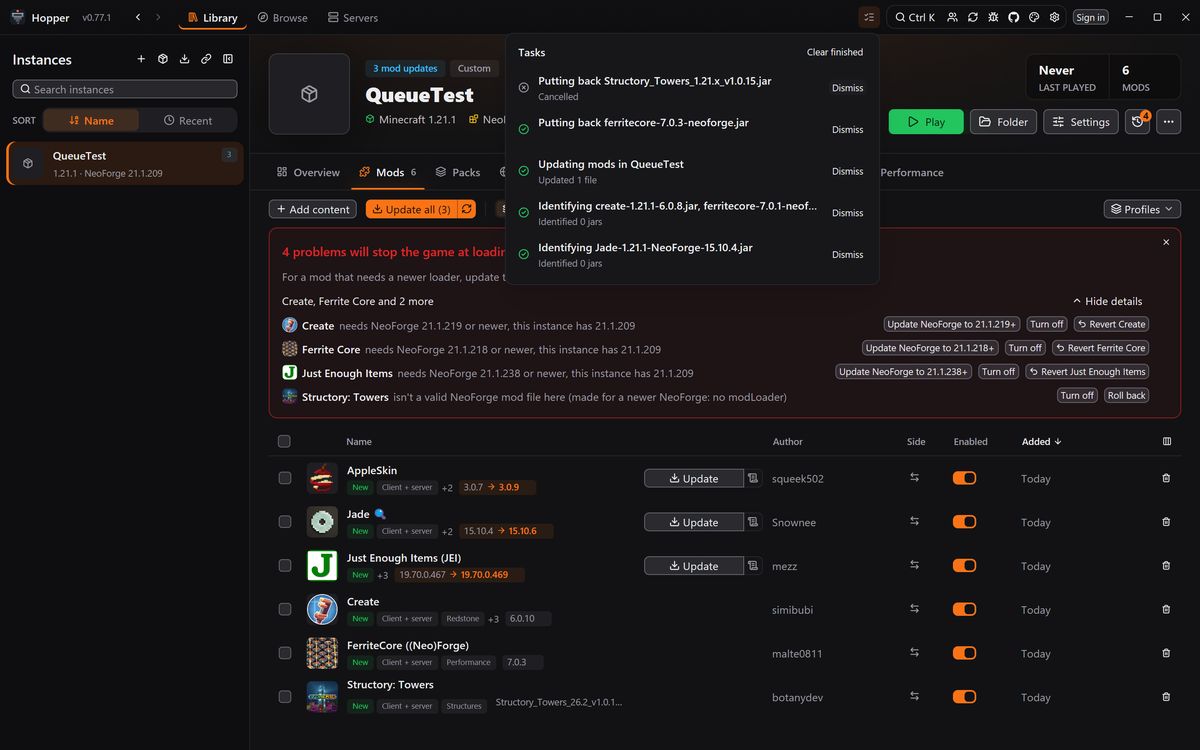 Hopper v0.77.1 Library Browse Servers Ctrl K Sign in
Instances
Search instances
SORT Name Recent
QueueTest 3
1.21.1 · NeoForge 21.1.209
3 mod updates Custom
QueueTest
Minecraft 1.21.1
Never
LAST PLAYED
6
MODS
Play Folder Settings 4
Overview Mods 6 Packs Performance
Add content Update all (3) Profiles
Tasks Clear finished
Putting back Structory_Towers_1.21.x_v1.0.15.jar
Cancelled
Dismiss
Putting back ferritecore-7.0.3-neoforge.jar
Dismiss
Updating mods in QueueTest
Updated 1 file
Dismiss
Identifying create-1.21.1-6.0.8.jar, ferritecore-7.0.1-neof...
Identified 0 jars
Dismiss
Identifying Jade-1.21.1-NeoForge-15.10.4.jar
Identified 0 jars
Dismiss
4 problems will stop the game at
For a mod that needs a newer loader, update
Create, Ferrite Core and 2 more Hide details
Create needs NeoForge 21.1.219 or newer, this instance has 21.1.209 Update NeoForge to 21.1.219+ Turn off Revert Create
Ferrite Core needs NeoForge 21.1.218 or newer, this instance has 21.1.209 Update NeoForge to 21.1.218+ Turn off Revert Ferrite Core
Just Enough Items needs NeoForge 21.1.238 or newer, this instance has 21.1.209 Update NeoForge to 21.1.238+ Turn off Revert Just Enough Items
Structory: Towers isn't a valid NeoForge mod file here (made for a newer NeoForge: no modLoader) Turn off Roll back
Name Author Side Enabled Added
AppleSkin
New Client + server +2 3.0.7 → 3.0.9
Update squeek502 Today
Jade
New Client + server +2 15.10.4 → 15.10.6
Update Snownee Today
Just Enough Items (JEI)
New +3 19.70.0.467 → 19.70.0.469
Update mezz Today
Create
New Client + server Redstone +3 6.0.10
simibubi Today
FerriteCore ((Neo)Forge)
New Client + server Performance 7.0.3
malte0811 Today
Structory: Towers
New Client + server Structures Structory_Towers_26.2_v1.0.1...
botanydev Today